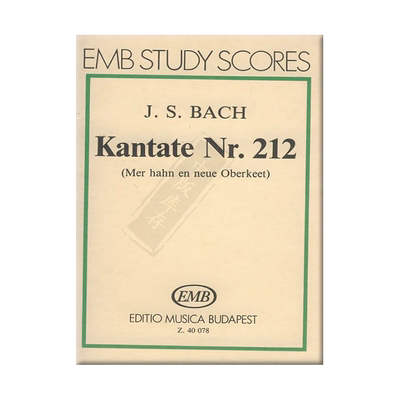 EMB STUDY SCORES
J. S. BACH
Kantate Nr. 212
(Mer hahn en neue Oberkeet)
EMB
EDITIO MUSICA BUDAPEST
Z. 40 078